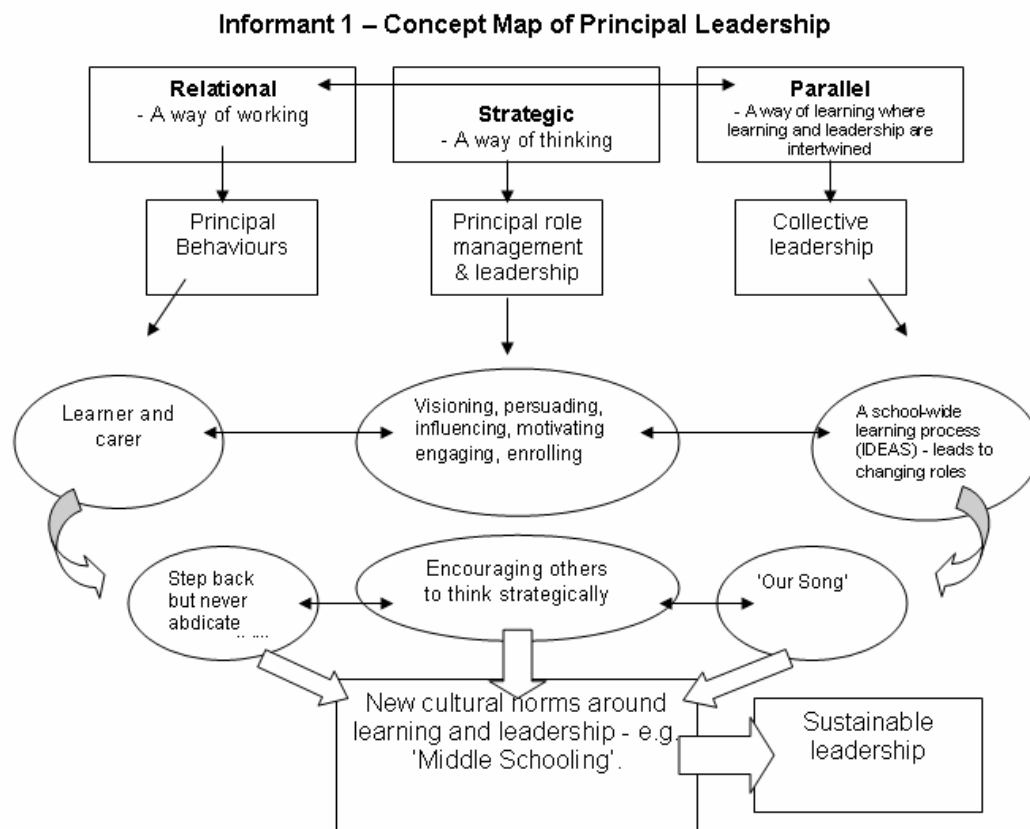 Informant 1 – Concept Map of Principal Leadership
Relational
- A way of working
Strategic
- A way of thinking
Parallel
- A way of learning where
learning and leadership are
intertwined
Principal
Behaviours
Principal role
management
& leadership
Collective
leadership
Learner and
carer
Visioning, persuading,
influencing, motivating
engaging, enrolling
A school-wide
learning process
(IDEAS) - leads to
changing roles
Step back
but never
abdicate
Encouraging others
to think strategically
'Our Song'
New cultural norms around
learning and leadership - e.g.
'Middle Schooling'.
Sustainable
leadership